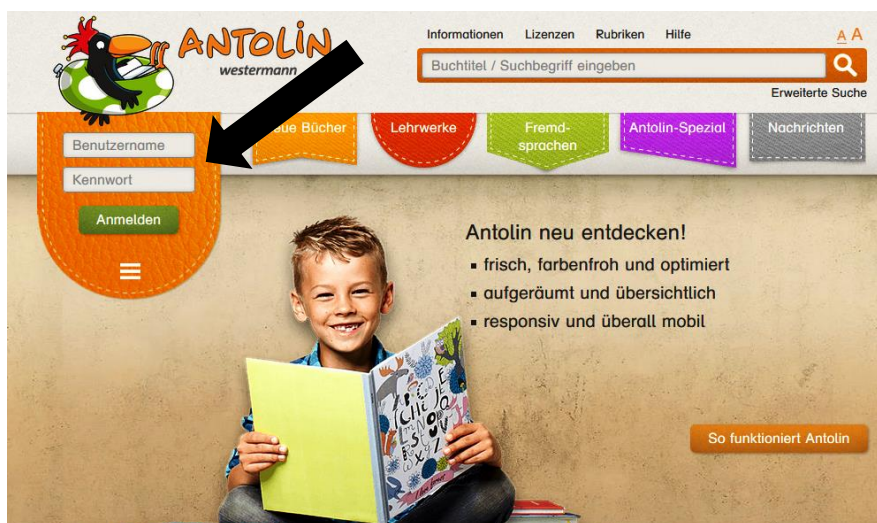 ANTOLIN
westermann
Informationen Lizenzen Rubriken Hilfe A A
Buchtitel / Suchbegriff eingeben
Erweiterte Suche
Benutzername
Kennwort
Anmelden
Bücher
Lehrwerke
Fremd-
sprachen
Antolin-Spezial
Nachrichten
Antolin neu entdecken!
▪ frisch, farbenfroh und optimiert
▪ aufgeräumt und übersichtlich
▪ responsiv und überall mobil
So funktioniert Antolin